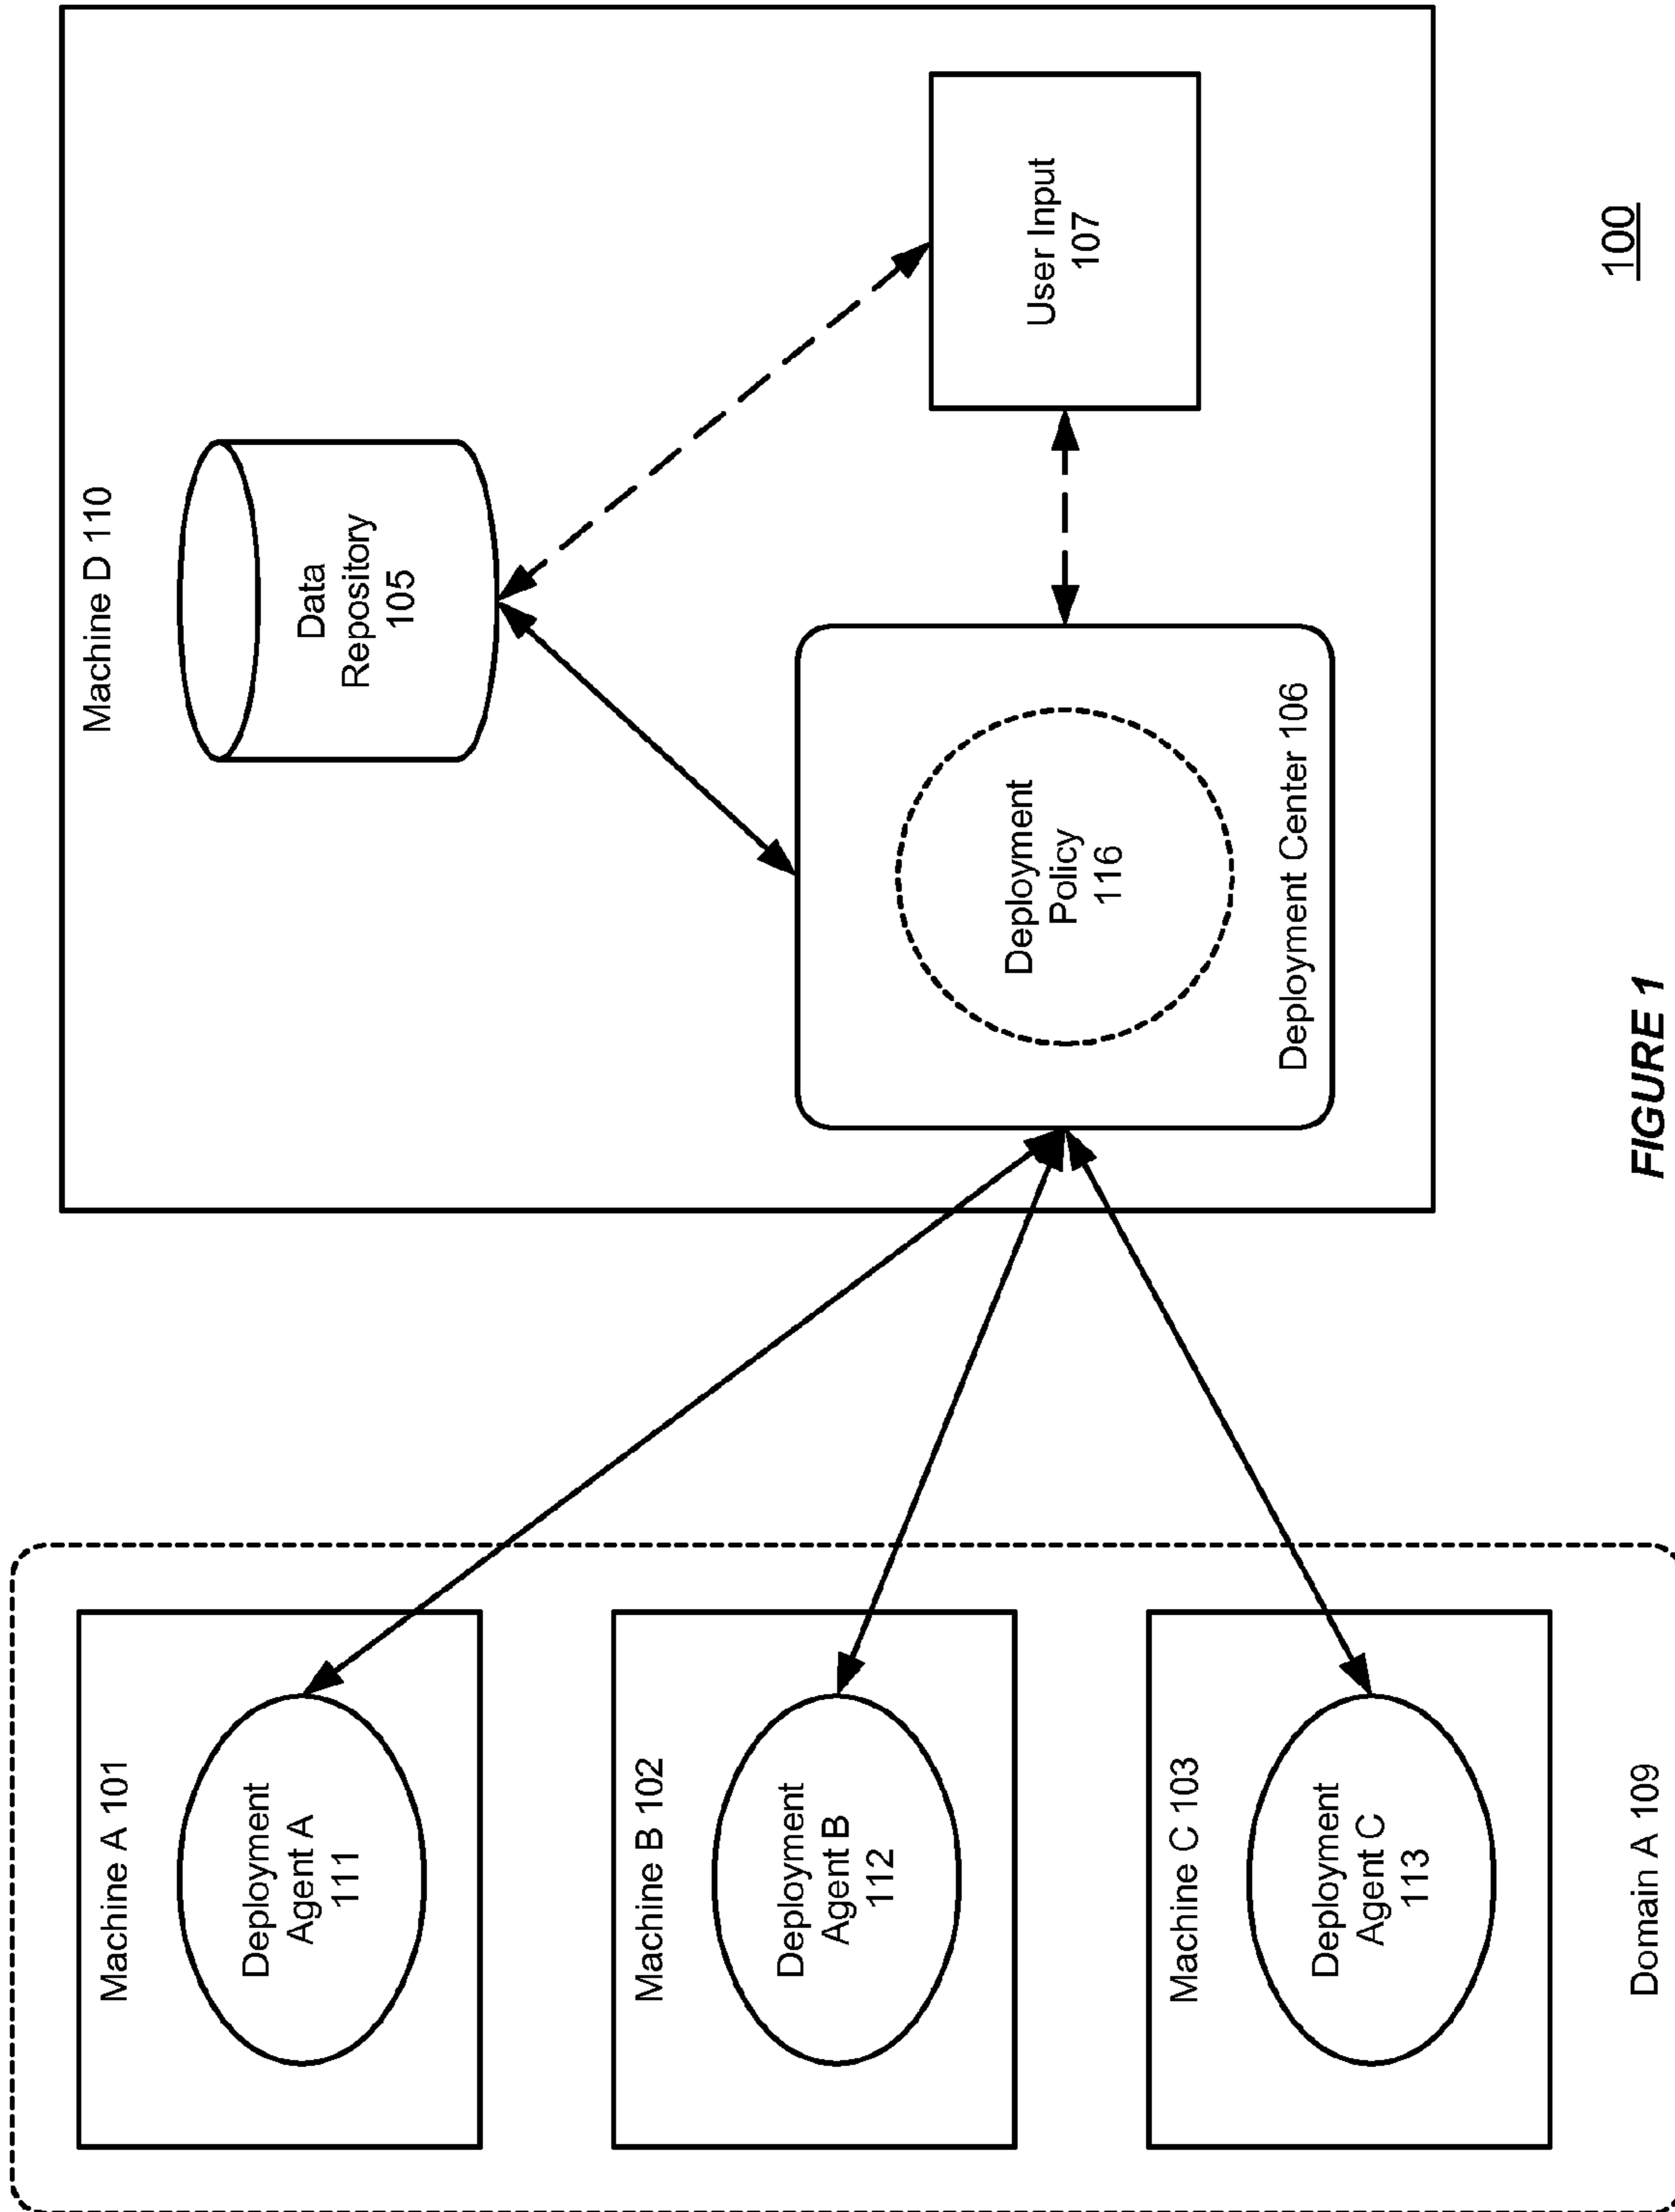 Machine A 101
Deployment
Agent A
111
Machine B 102
Deployment
Agent B
112
Machine C 103
Deployment
Agent C
113
Domain A 109
Machine D 110
Data
Repository
105
Deployment
Policy
116
Deployment Center 106
User Input
107
FIGURE 1
100